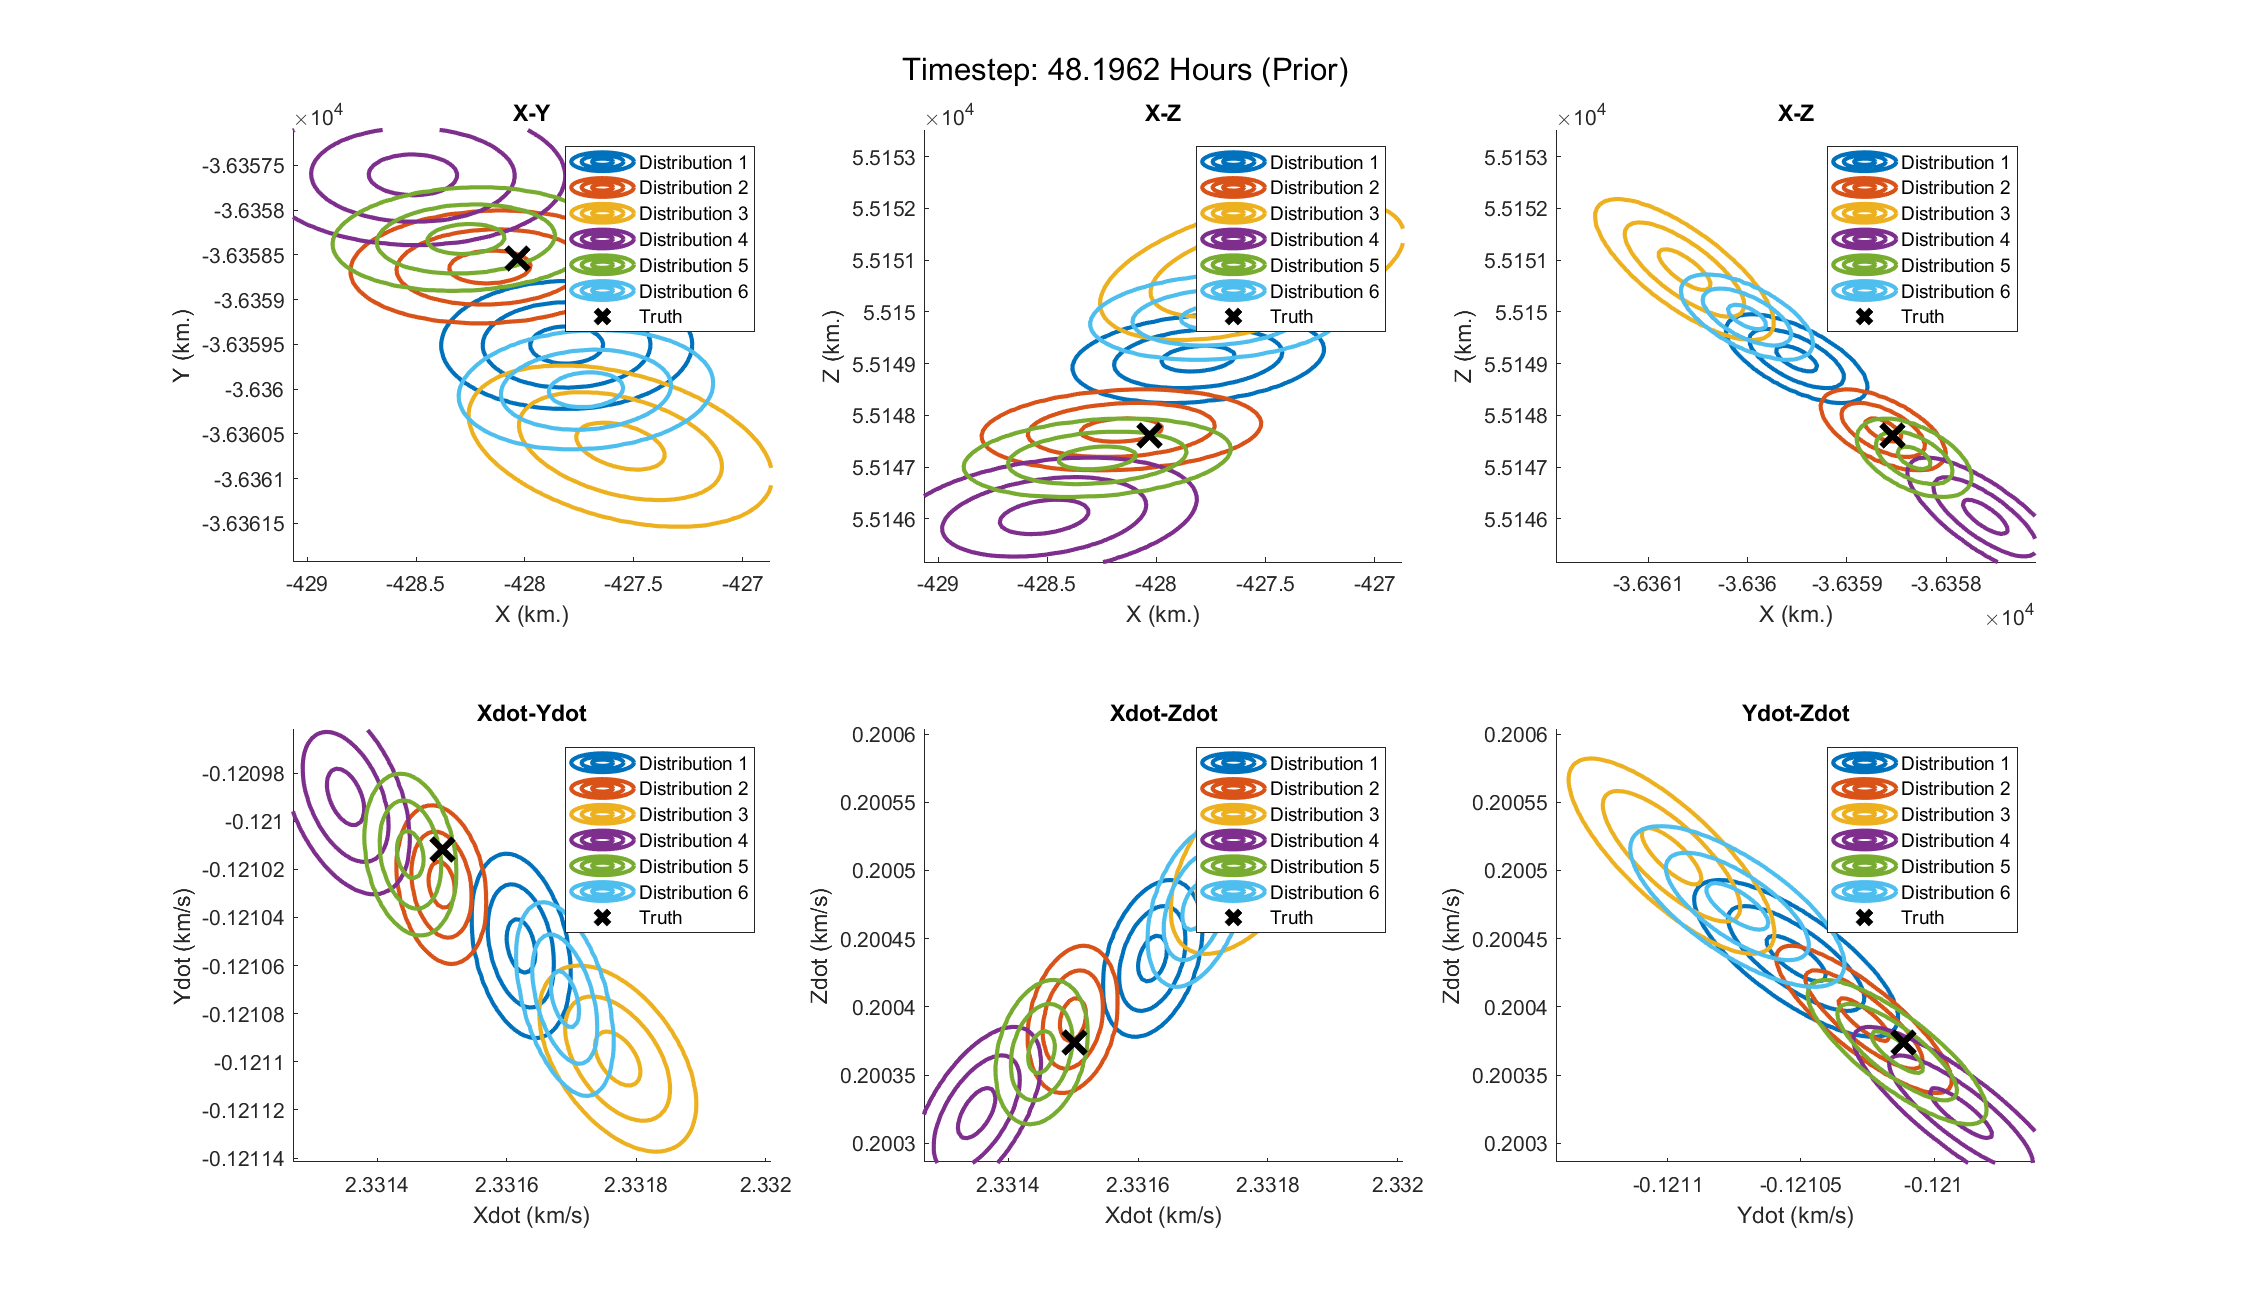 Timestep: 48.1962 Hours (Prior)
X-Y
×10^4
-3.63575
-3.6358
-3.63585
-3.6359
-3.63595
-3.636
-3.63605
-3.6361
-3.63615
Y (km.)
-429 -428.5 -428 -427.5 -427
X (km.)
Distribution 1
Distribution 2
Distribution 3
Distribution 4
Distribution 5
Distribution 6
Truth
X-Z
×10^4
5.5153
5.5152
5.5151
5.515
5.5149
5.5148
5.5147
5.5146
Z (km.)
-429 -428.5 -428 -427.5 -427
X (km.)
Distribution 1
Distribution 2
Distribution 3
Distribution 4
Distribution 5
Distribution 6
Truth
X-Z
×10^4
5.5153
5.5152
5.5151
5.515
5.5149
5.5148
5.5147
5.5146
Z (km.)
-3.6361 -3.636 -3.6359 -3.6358
X (km.)
×10^4
Distribution 1
Distribution 2
Distribution 3
Distribution 4
Distribution 5
Distribution 6
Truth
Xdot-Ydot
-0.12098
-0.121
-0.12102
-0.12104
-0.12106
-0.12108
-0.1211
-0.12112
-0.12114
Ydot (km/s)
2.3314 2.3316 2.3318 2.332
Xdot (km/s)
Distribution 1
Distribution 2
Distribution 3
Distribution 4
Distribution 5
Distribution 6
Truth
Xdot-Zdot
0.2006
0.20055
0.2005
0.20045
0.2004
0.20035
0.2003
Zdot (km/s)
2.3314 2.3316 2.3318 2.332
Xdot (km/s)
Distribution 1
Distribution 2
Distribution 3
Distribution 4
Distribution 5
Distribution 6
Truth
Ydot-Zdot
0.2006
0.20055
0.2005
0.20045
0.2004
0.20035
0.2003
Zdot (km/s)
-0.1211 -0.12105 -0.121
Ydot (km/s)
Distribution 1
Distribution 2
Distribution 3
Distribution 4
Distribution 5
Distribution 6
Truth